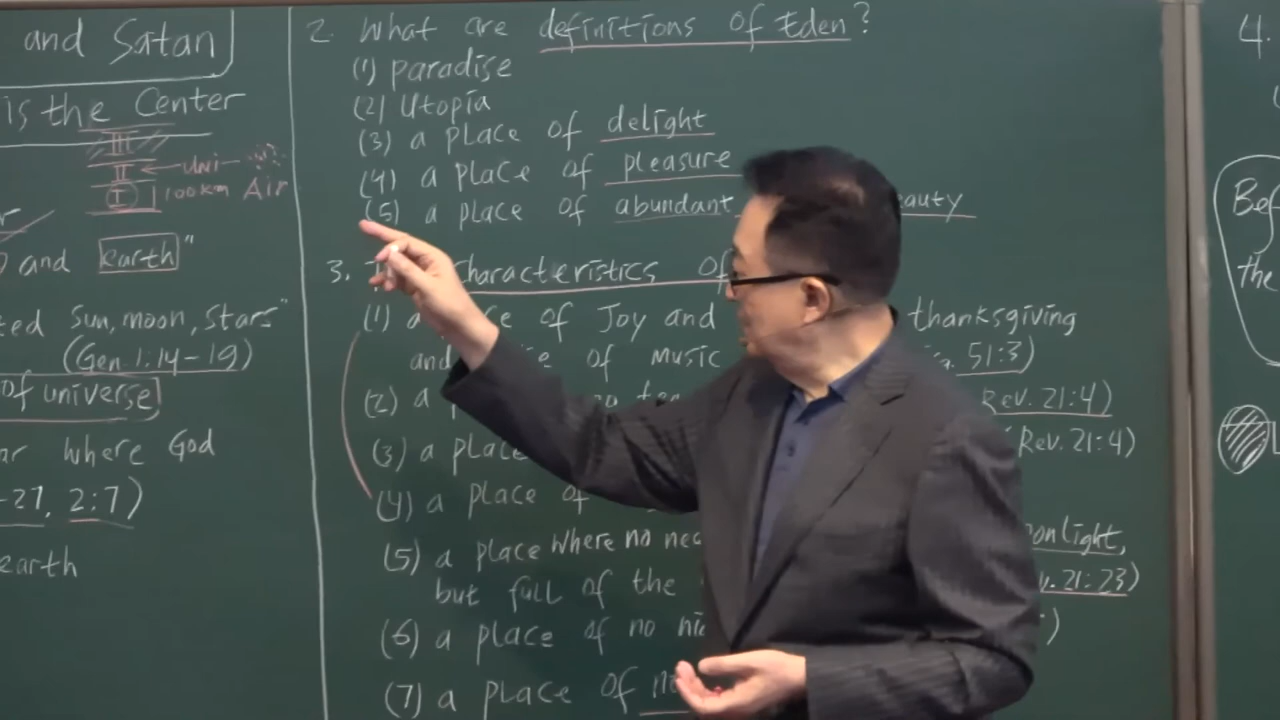 and Satan
is the Center
III
II ← Uni-
I 100km Air
and earth"
ted Sun, moon, Stars"
(Gen. 1:14-19)
of universe
ar where God
-27, 2:7)
earth
2. What are definitions of Eden?
(1) paradise
(2) Utopia
(3) a place of delight
(4) a place of pleasure
(5) a place of abundant eauty
3. characteristics of
(1) a ce of Joy and thanksgiving
and of music 51:3)
(2) a Rev. 21:4)
(3) a place (Rev. 21:4)
(4) a place of
(5) a place where no nee onlight,
but full of the 21:23)
(6) a place of no )
(7) a place of no
4.
Bef
the